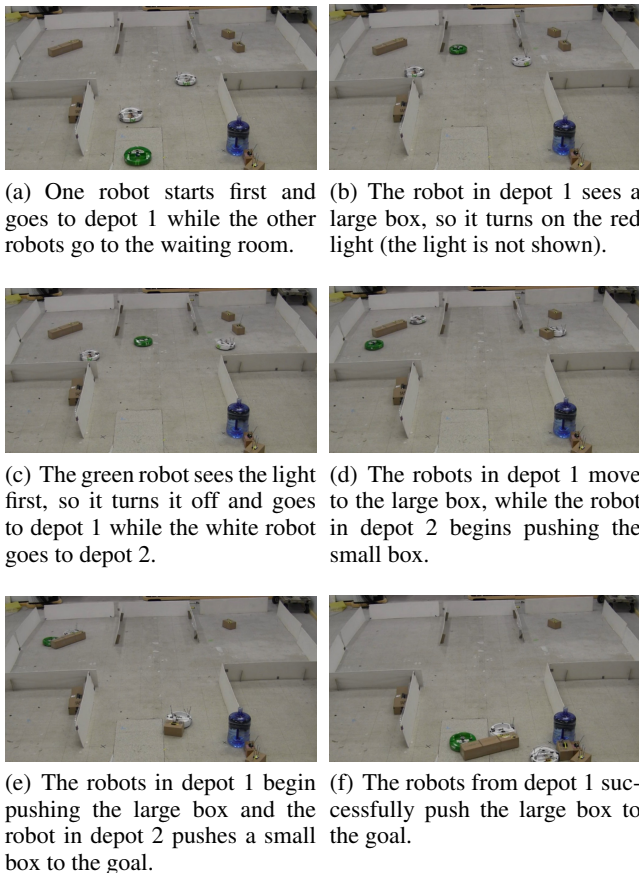 (a) One robot starts first and
goes to depot 1 while the other
robots go to the waiting room.
(b) The robot in depot 1 sees a
large box, so it turns on the red
light (the light is not shown).
(c) The green robot sees the light
first, so it turns it off and goes
to depot 1 while the white robot
goes to depot 2.
(d) The robots in depot 1 move
to the large box, while the robot
in depot 2 begins pushing the
small box.
(e) The robots in depot 1 begin
pushing the large box and the
robot in depot 2 pushes a small
box to the goal.
(f) The robots from depot 1 suc-
cessfully push the large box to
the goal.